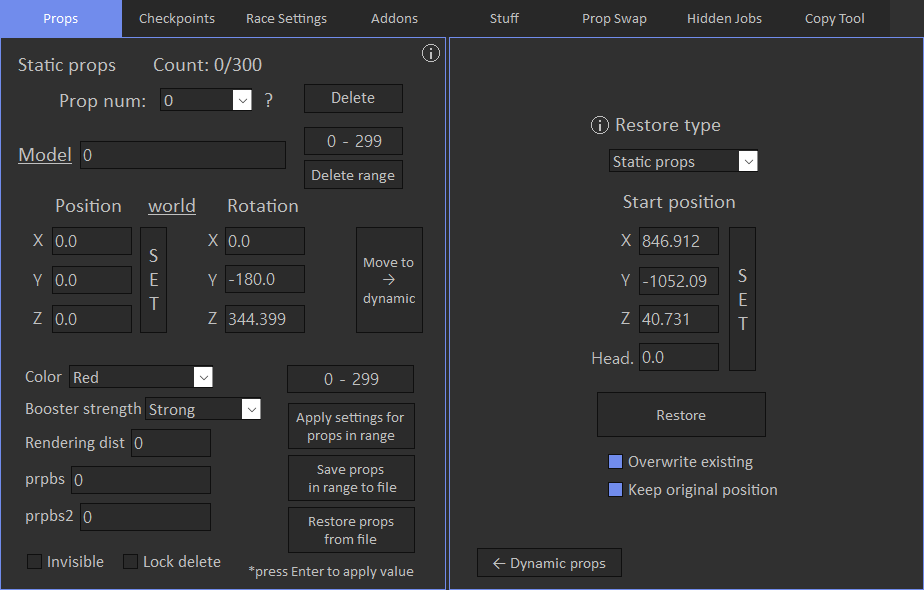 Props Checkpoints Race Settings Addons Stuff Prop Swap Hidden Jobs Copy Tool
Static props Count: 0/300
Prop num: 0 ? Delete
Model 0
0 - 299
Delete range
Position world Rotation
X 0.0 X 0.0
Y 0.0 Y -180.0
Z 0.0 Z 344.399
S
E
T
Move to
→
dynamic
Color Red
Booster strength Strong
Rendering dist 0
prpbs 0
prpbs2 0
Invisible Lock delete
0 - 299
Apply settings for
props in range
Save props
in range to file
Restore props
from file
*press Enter to apply value
Restore type
Static props
Start position
X 846.912
Y -1052.09
Z 40.731
Head. 0.0
S
E
T
Restore
Overwrite existing
Keep original position
← Dynamic props